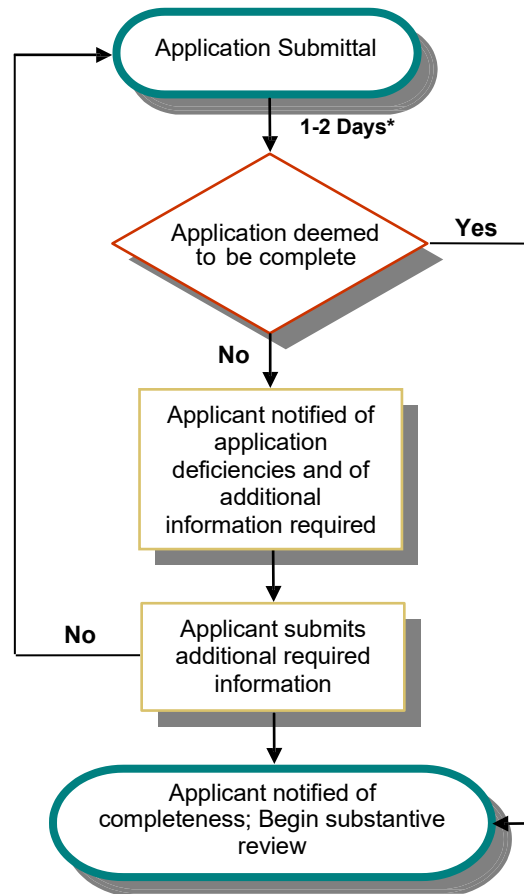 Application Submittal
1-2 Days*
Application deemed
to be complete
Yes
No
Applicant notified of
application
deficiencies and of
additional
information required
No
Applicant submits
additional required
information
Applicant notified of
completeness; Begin substantive
review